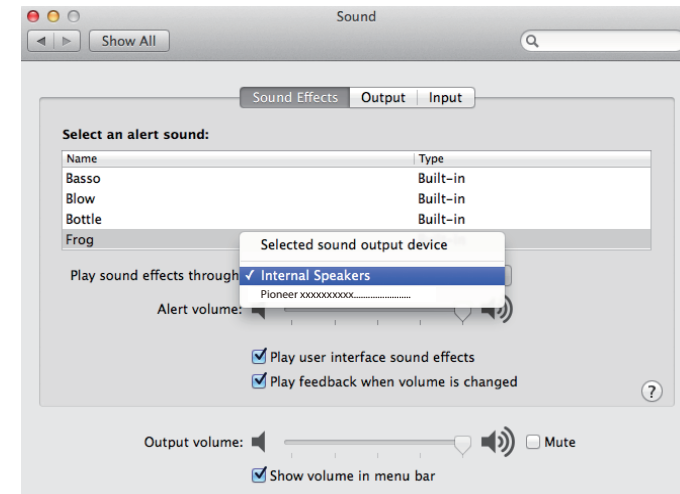 Sound
Show All
Sound Effects Output Input
Select an alert sound:
Name Type
Basso Built-in
Blow Built-in
Bottle Built-in
Frog
Selected sound output device
Play sound effects through ✓ Internal Speakers
Pioneer xxxxxxxxxx........................
Alert volume:
Play user interface sound effects
Play feedback when volume is changed
?
Output volume: Mute
Show volume in menu bar